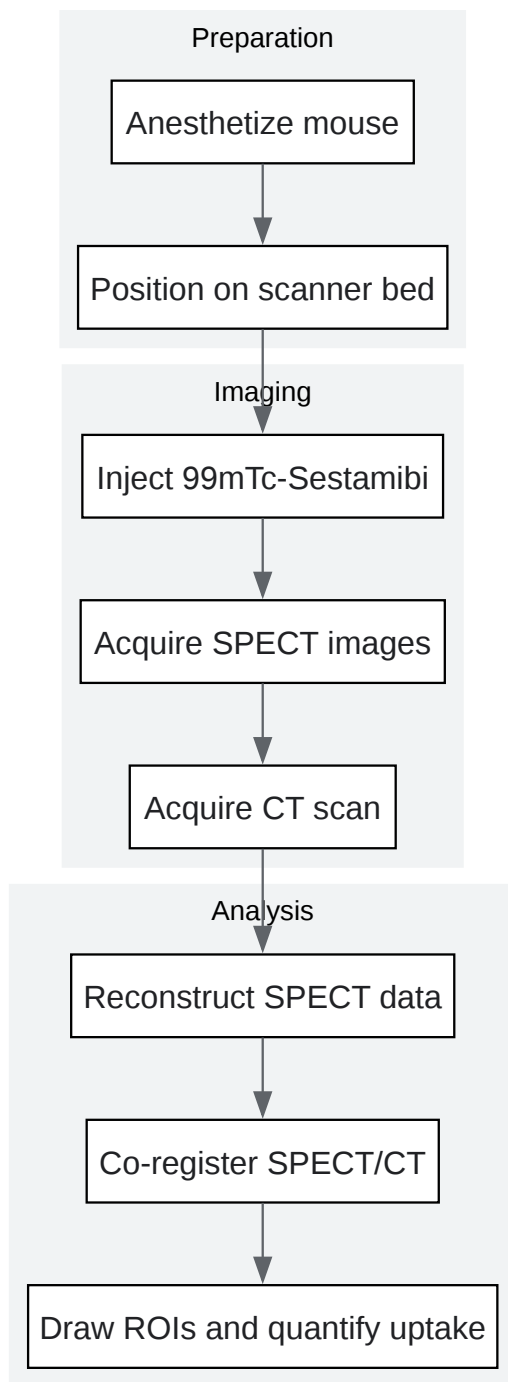 Preparation
Anesthetize mouse
Position on scanner bed
Imaging
Inject 99mTc-Sestamibi
Acquire SPECT images
Acquire CT scan
Analysis
Reconstruct SPECT data
Co-register SPECT/CT
Draw ROIs and quantify uptake